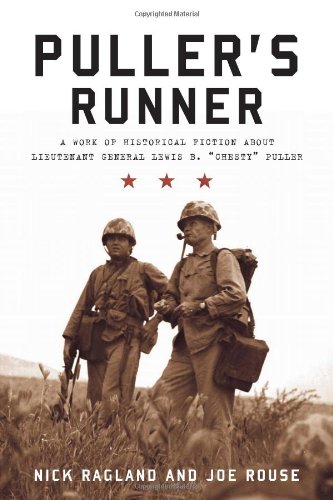 PULLER'S
RUNNER
A WORK OF HISTORICAL FICTION ABOUT
LIEUTENANT GENERAL LEWIS B. "CHESTY" PULLER
NICK RAGLAND AND JOE ROUSE